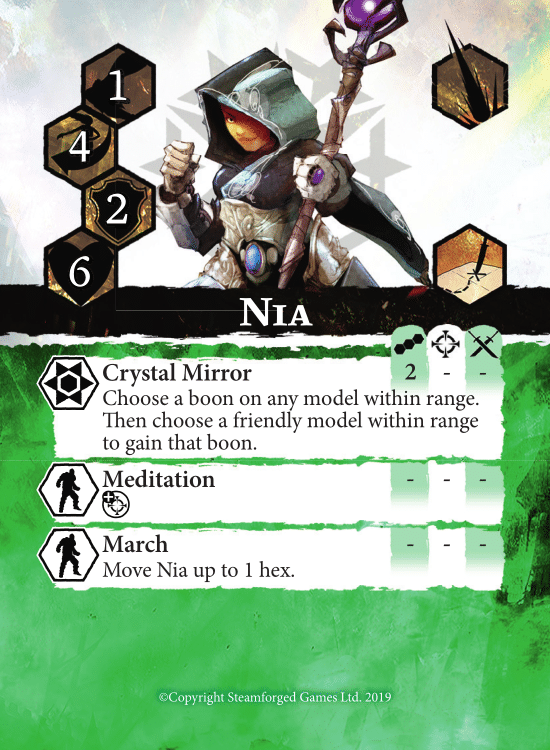 1
4
2
6
Nia
Crystal Mirror 2 - -
Choose a boon on any model within range.
Then choose a friendly model within range
to gain that boon.
Meditation - - -
March - - -
Move Nia up to 1 hex.
©Copyright Steamforged Games Ltd. 2019